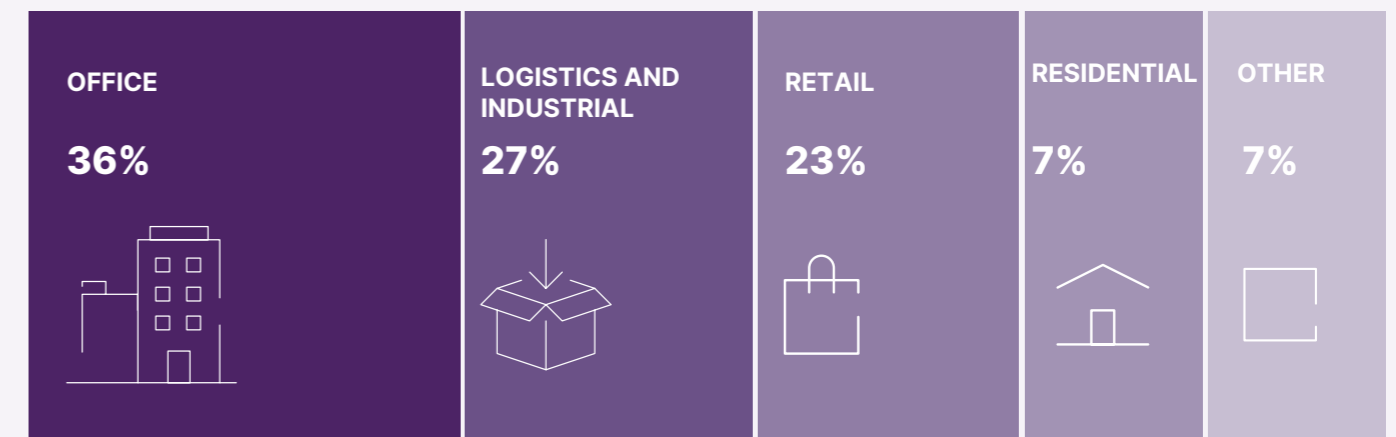 OFFICE
36%
LOGISTICS AND
INDUSTRIAL
27%
RETAIL
23%
RESIDENTIAL
7%
OTHER
7%